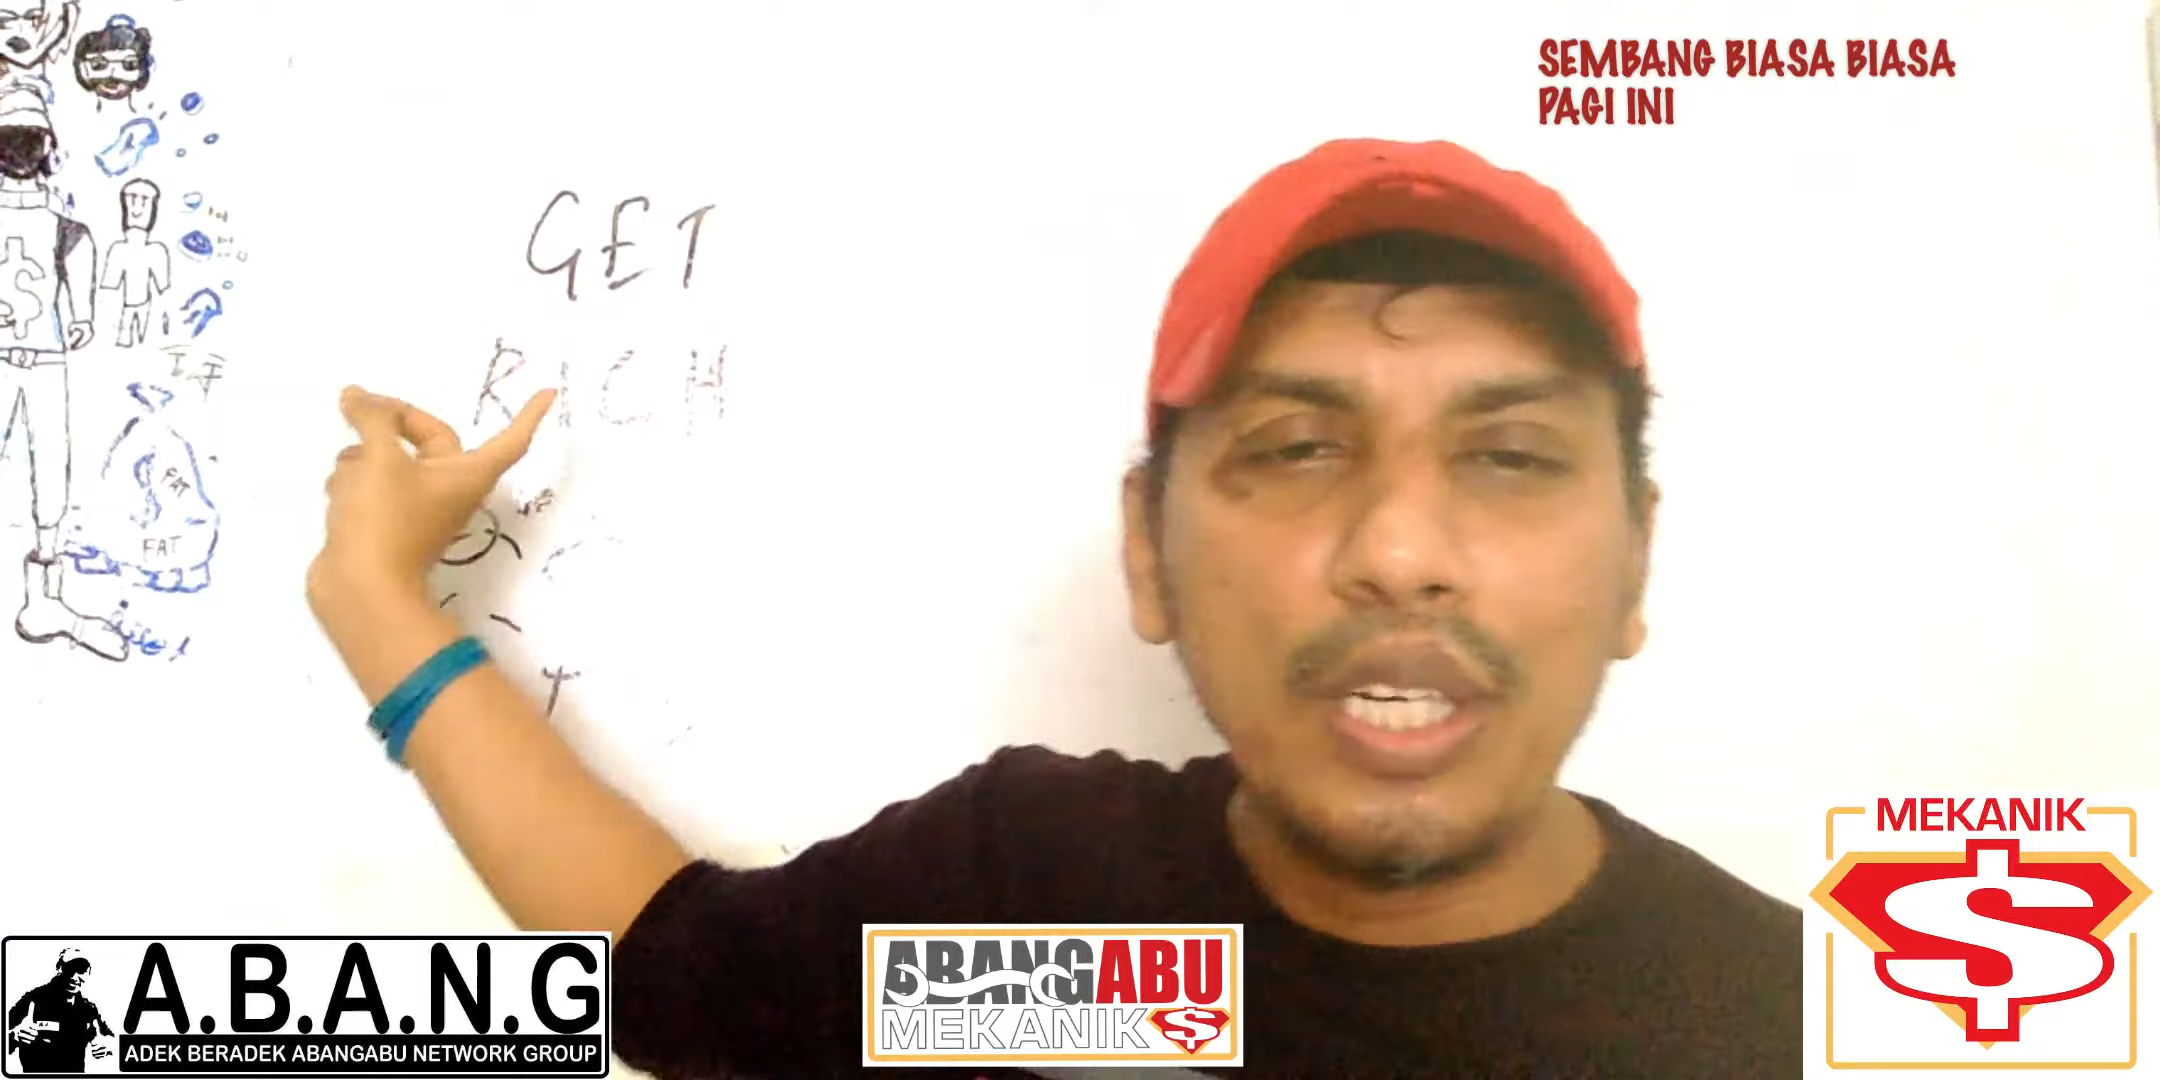 SEMBANG BIASA BIASA
PAGI INI
GET
RICH
FAT
FAT
A.B.A.N.G
ADEK BERADEK ABANGABU NETWORK GROUP
ABANGABU
MEKANIK $
MEKANIK
$